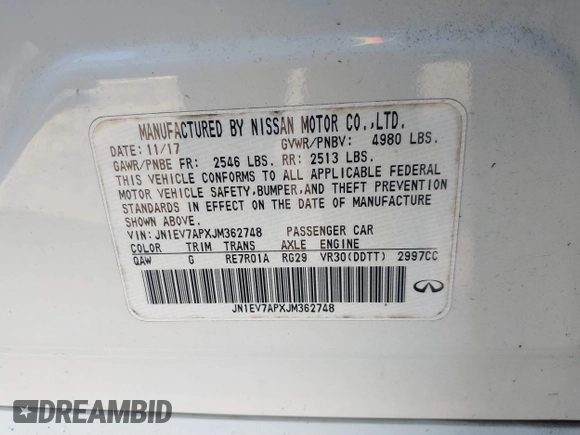 MANUFACTURED BY NISSAN MOTOR CO.,LTD.
DATE: 11/17 GVWR/PNBV: 4980 LBS.
GAWR/PNBE FR: 2546 LBS. RR: 2513 LBS.
THIS VEHICLE CONFORMS TO ALL APPLICABLE FEDERAL
MOTOR VEHICLE SAFETY,BUMPER,AND THEFT PREVENTION
STANDARDS IN EFFECT ON THE DATE OF MANUFACTURE
SHOWN ABOVE.
VIN: JN1EV7APXJM362748 PASSENGER CAR
COLOR TRIM TRANS AXLE ENGINE
QAW G RE7R01A RG29 VR30(DDTT) 2997CC
JN1EV7APXJM362748
DREAMBID